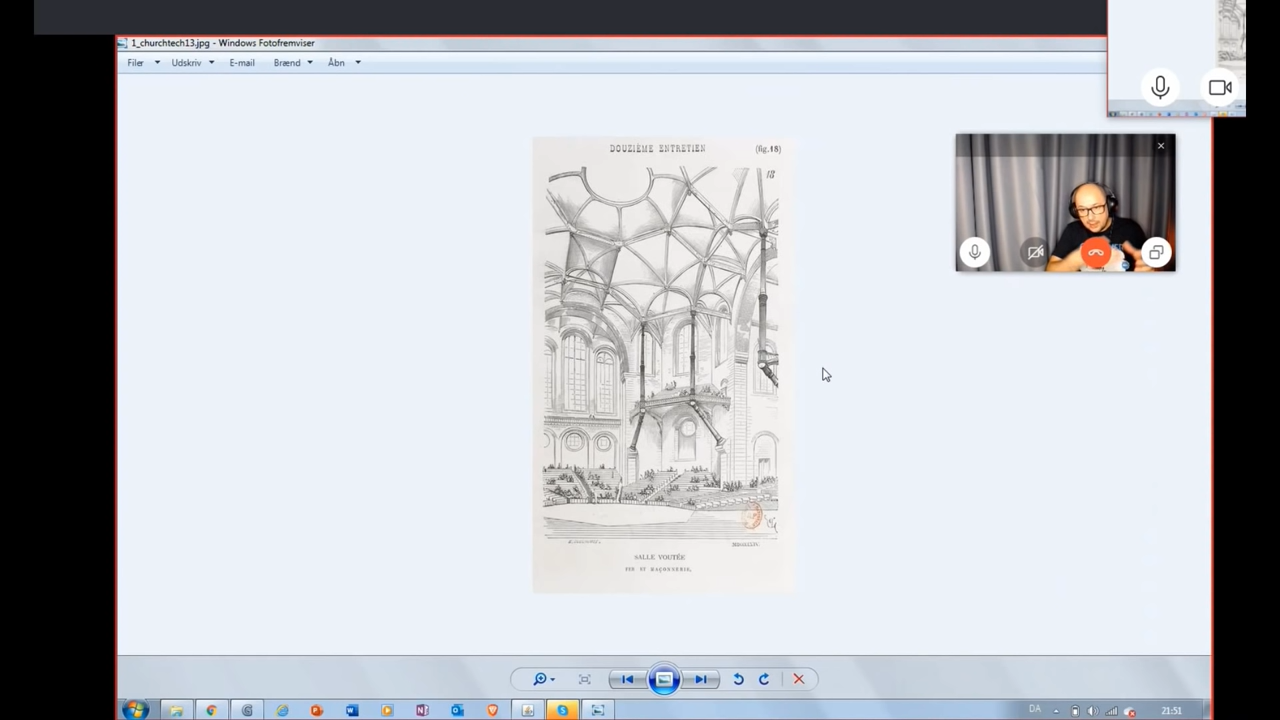 1_churchtech13.jpg - Windows Fotofremviser
Filer
Udskriv
E-mail
Brænd
Åbn
DOUZIÈME ENTRETIEN
(fig.18)
18
SALLE VOUTÉE
FER ET MAÇONNERIE.
DA
21:51